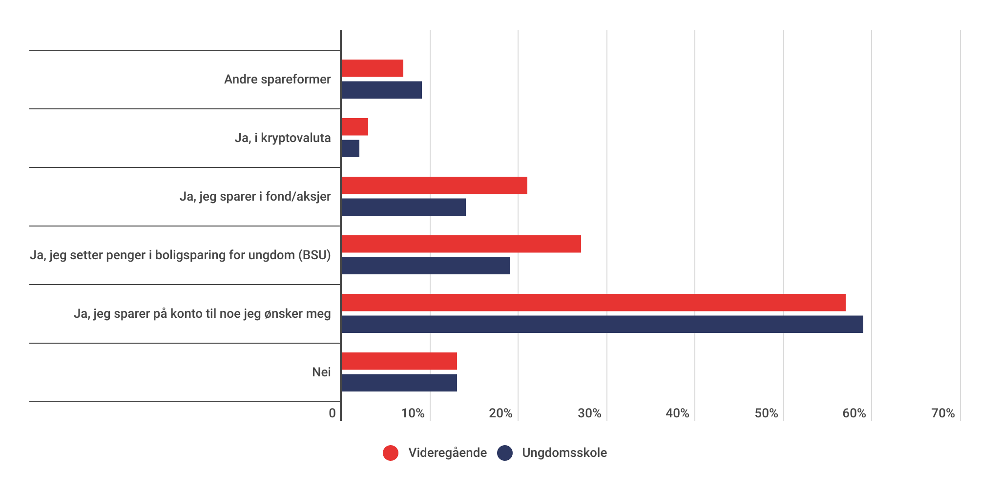 Andre spareformer
Ja, i kryptovaluta
Ja, jeg sparer i fond/aksjer
Ja, jeg setter penger i boligsparing for ungdom (BSU)
Ja, jeg sparer på konto til noe jeg ønsker meg
Nei
0 10% 20% 30% 40% 50% 60% 70%
Videregående Ungdomsskole